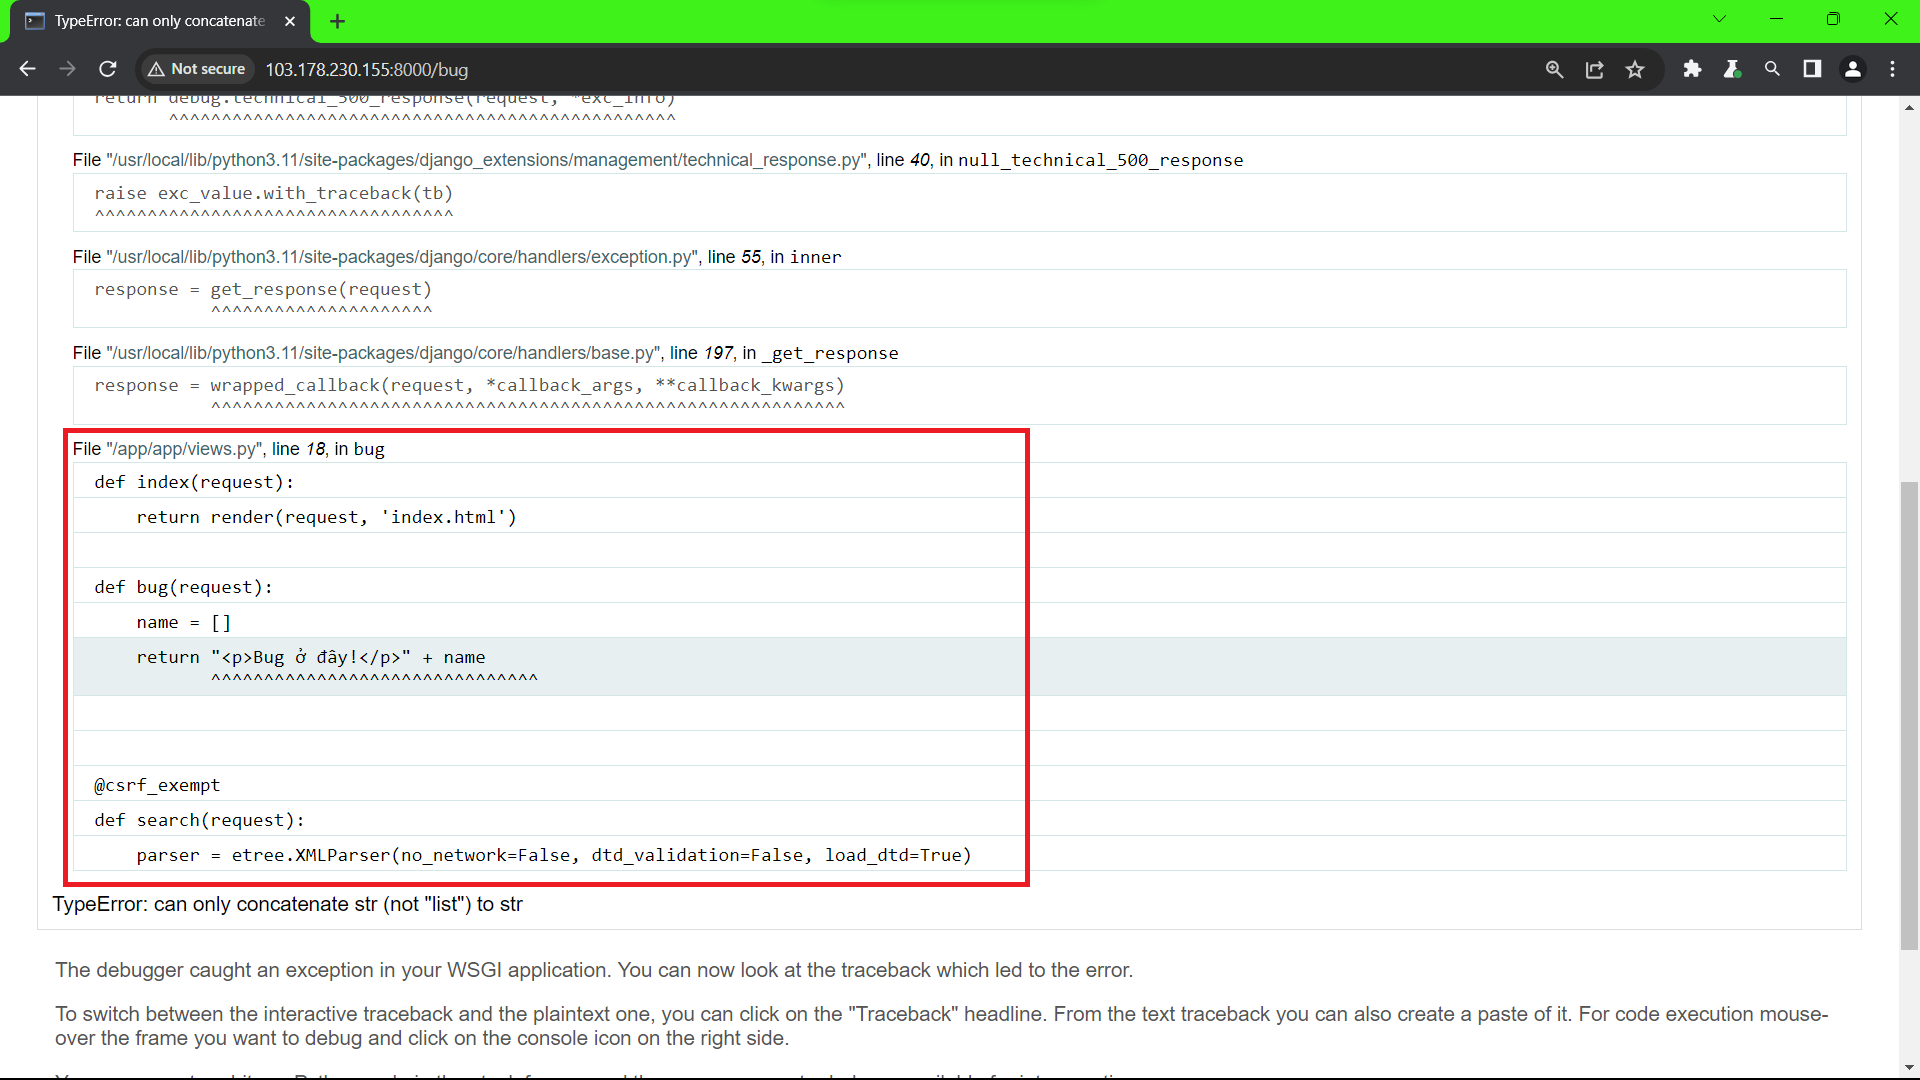 TypeError: can only concatenate
Not secure
103.178.230.155:8000/bug
return debug.technical_500_response(request, *exc_info)
^^^^^^^^^^^^^^^^^^^^^^^^^^^^^^^^^^^^^^^^^^^^^^^^
File "/usr/local/lib/python3.11/site-packages/django_extensions/management/technical_response.py", line 40, in null_technical_500_response
raise exc_value.with_traceback(tb)
^^^^^^^^^^^^^^^^^^^^^^^^^^^^^^^^^^
File "/usr/local/lib/python3.11/site-packages/django/core/handlers/exception.py", line 55, in inner
response = get_response(request)
^^^^^^^^^^^^^^^^^^^^^
File "/usr/local/lib/python3.11/site-packages/django/core/handlers/base.py", line 197, in _get_response
response = wrapped_callback(request, *callback_args, **callback_kwargs)
^^^^^^^^^^^^^^^^^^^^^^^^^^^^^^^^^^^^^^^^^^^^^^^^^^^^^^^^^^^^
File "/app/app/views.py", line 18, in bug
def index(request):
return render(request, 'index.html')
def bug(request):
name = []
return "<p>Bug ở đây!</p>" + name
^^^^^^^^^^^^^^^^^^^^^^^^^^^^^^^
@csrf_exempt
def search(request):
parser = etree.XMLParser(no_network=False, dtd_validation=False, load_dtd=True)
TypeError: can only concatenate str (not "list") to str
The debugger caught an exception in your WSGI application. You can now look at the traceback which led to the error.
To switch between the interactive traceback and the plaintext one, you can click on the "Traceback" headline. From the text traceback you can also create a paste of it. For code execution mouse-
over the frame you want to debug and click on the console icon on the right side.